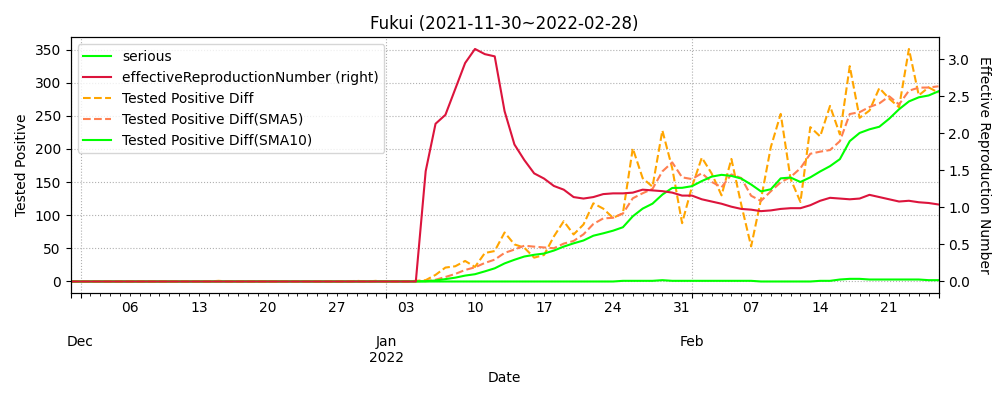 Fukui (2021-11-30~2022-02-28)
serious
effectiveReproductionNumber (right)
Tested Positive Diff
Tested Positive Diff(SMA5)
Tested Positive Diff(SMA10)
Tested Positive
350
300
250
200
150
100
50
0
3.0
2.5
2.0
1.5
1.0
0.5
0.0
Effective Reproduction Number
06 13 20 27 03 10 17 24 31 07 14 21
Dec Jan Feb
2022
Date